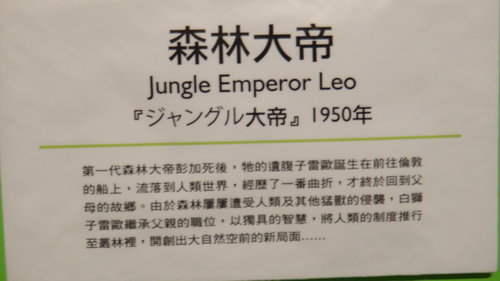 森林大帝
Jungle Emperor Leo
『ジャングル大帝』1950年
第一代森林大帝彭加死後，牠的遺腹子雷歐誕生在前往倫敦
的船上，流落到人類世界，經歷了一番曲折，才終於回到父
母的故鄉。由於森林屢屢遭受人類及其他猛獸的侵襲，白獅
子雷歐繼承父親的職位，以獨具的智慧，將人類的制度推行
至叢林裡，開創出大自然空前的新局面……